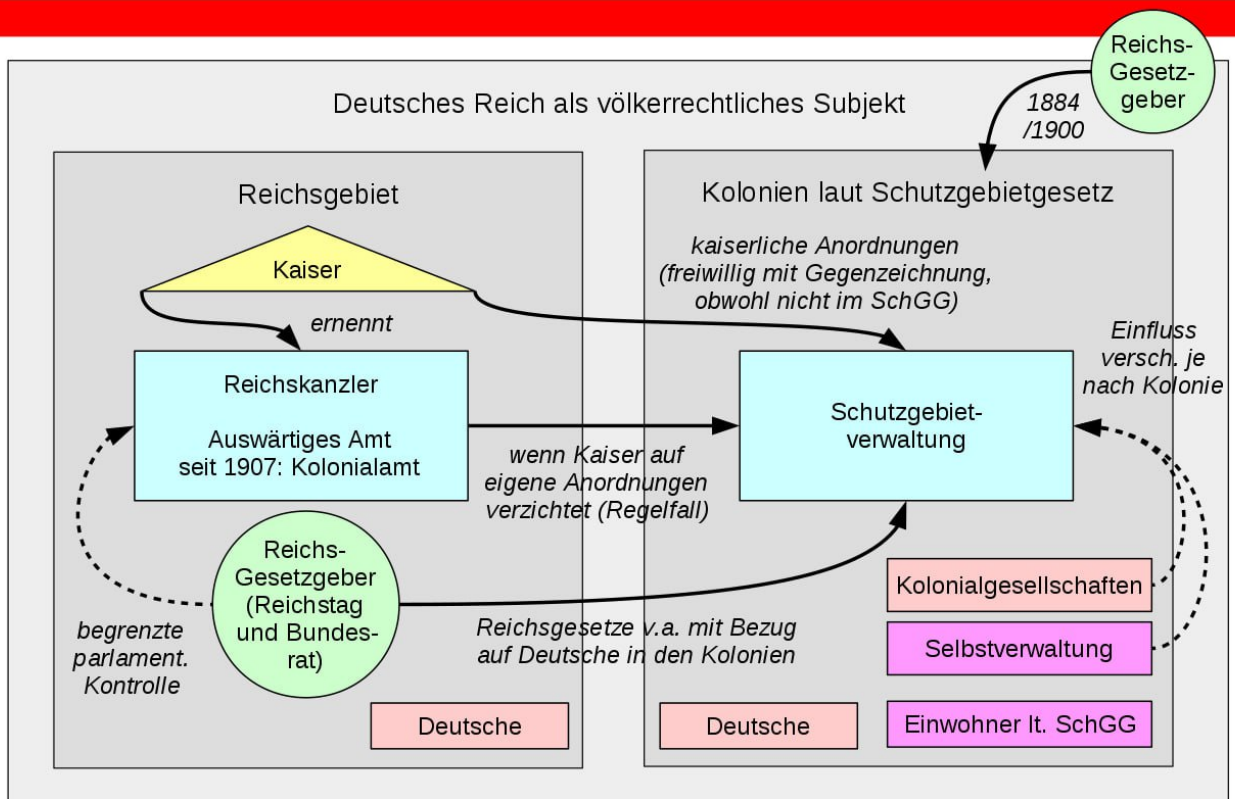 Reichs-
Gesetz-
geber
Deutsches Reich als völkerrechtliches Subjekt
1884
/1900
Reichsgebiet
Kolonien laut Schutzgebietgesetz
Kaiser
kaiserliche Anordnungen
(freiwillig mit Gegenzeichnung,
obwohl nicht im SchGG)
ernennt
Einfluss
versch. je
nach Kolonie
Reichskanzler
Auswärtiges Amt
seit 1907: Kolonialamt
Schutzgebiet-
verwaltung
wenn Kaiser auf
eigene Anordnungen
verzichtet (Regelfall)
Reichs-
Gesetzgeber
(Reichstag
und Bundes-
rat)
Kolonialgesellschaften
begrenzte
parlament.
Kontrolle
Reichsgesetze v.a. mit Bezug
auf Deutsche in den Kolonien
Selbstverwaltung
Deutsche
Deutsche
Einwohner lt. SchGG